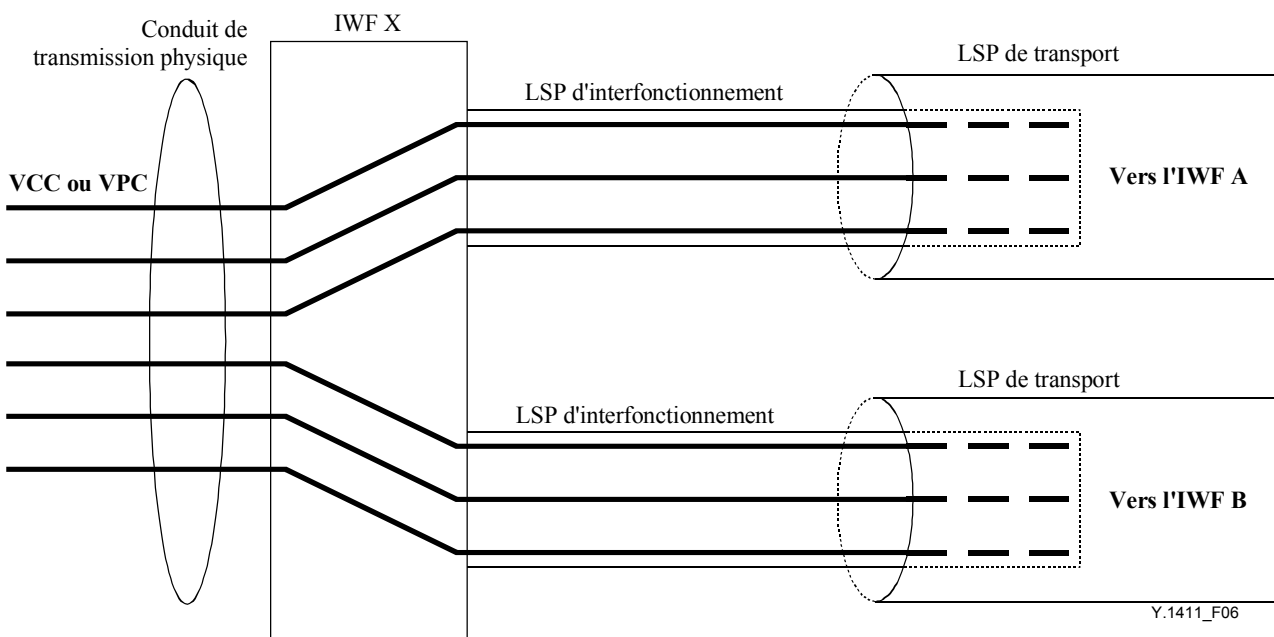 Conduit de
transmission physique
IWF X
LSP de transport
LSP d'interfonctionnement
VCC ou VPC
Vers l'IWF A
LSP de transport
LSP d'interfonctionnement
Vers l'IWF B
Y.1411_F06